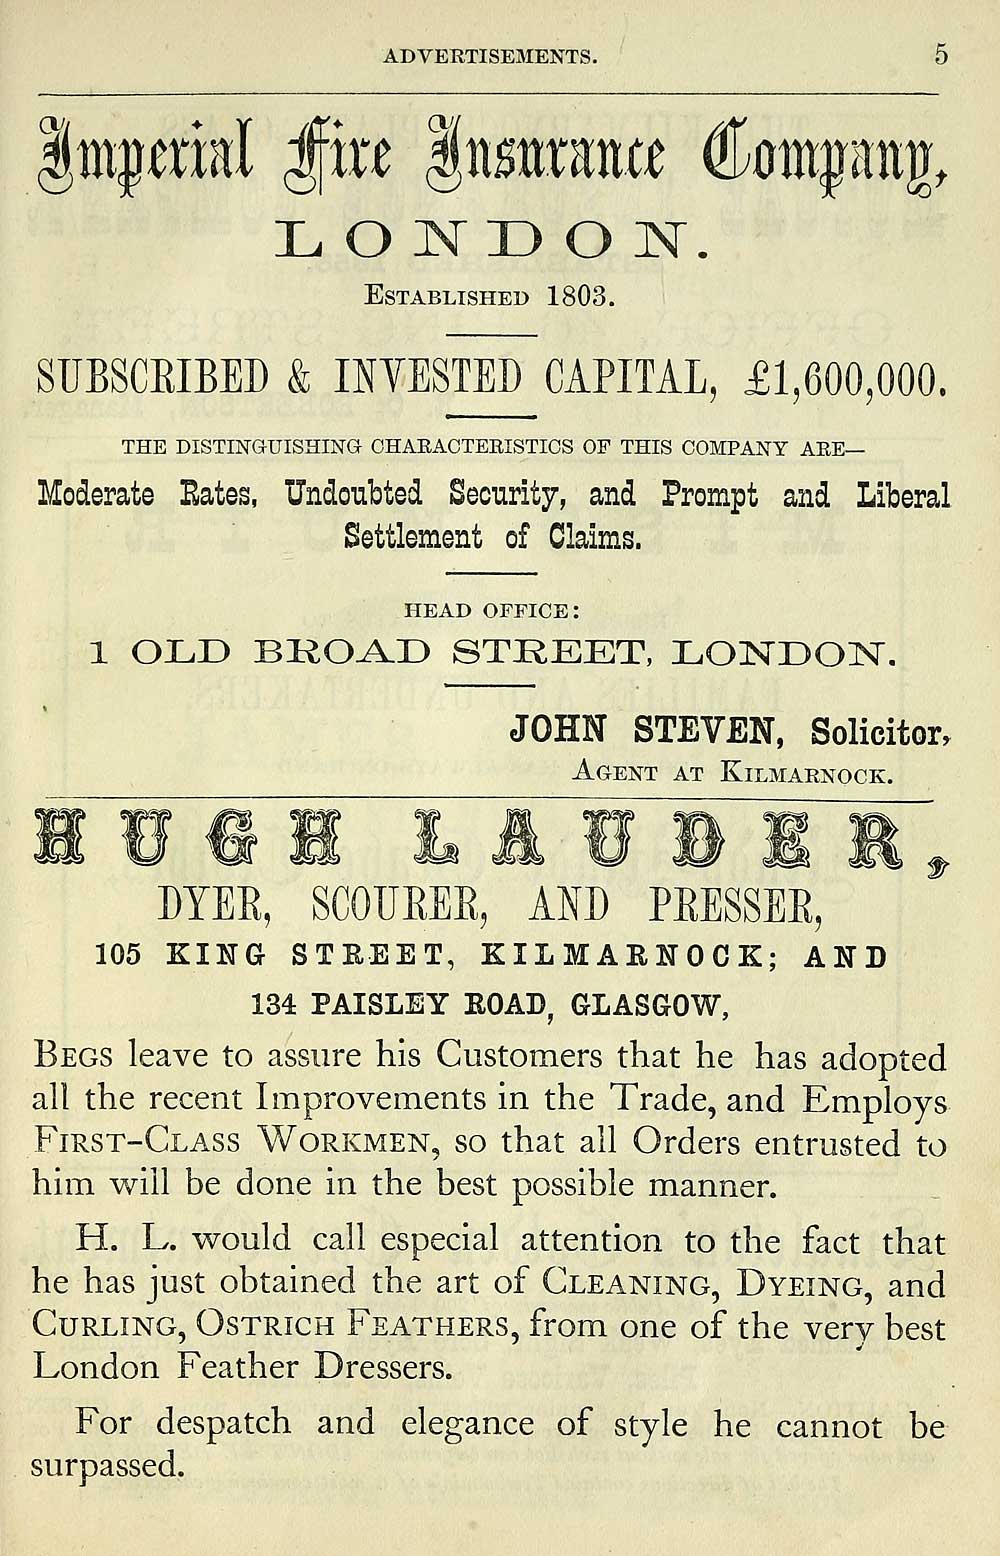 ADVERTISEMENTS. 5
Imperial Fire Insurance Company,
LONDON.
ESTABLISHED 1803.
SUBSCRIBED & INVESTED CAPITAL, £1,600,000.
THE DISTINGUISHING CHARACTERISTICS OF THIS COMPANY ARE—
Moderate Rates, Undoubted Security, and Prompt and Liberal
Settlement of Claims.
HEAD OFFICE:
1 OLD BROAD STREET, LONDON.
JOHN STEVEN, Solicitor,
AGENT AT KILMARNOCK.
HUGH LAUDER,
DYER, SCOURER, AND PRESSER,
105 KING STREET, KILMARNOCK; AND
134 PAISLEY ROAD, GLASGOW,
BEGS leave to assure his Customers that he has adopted
all the recent Improvements in the Trade, and Employs
FIRST-CLASS WORKMEN, so that all Orders entrusted to
him will be done in the best possible manner.
H. L. would call especial attention to the fact that
he has just obtained the art of CLEANING, DYEING, and
CURLING, OSTRICH FEATHERS, from one of the very best
London Feather Dressers.
For despatch and elegance of style he cannot be
surpassed.